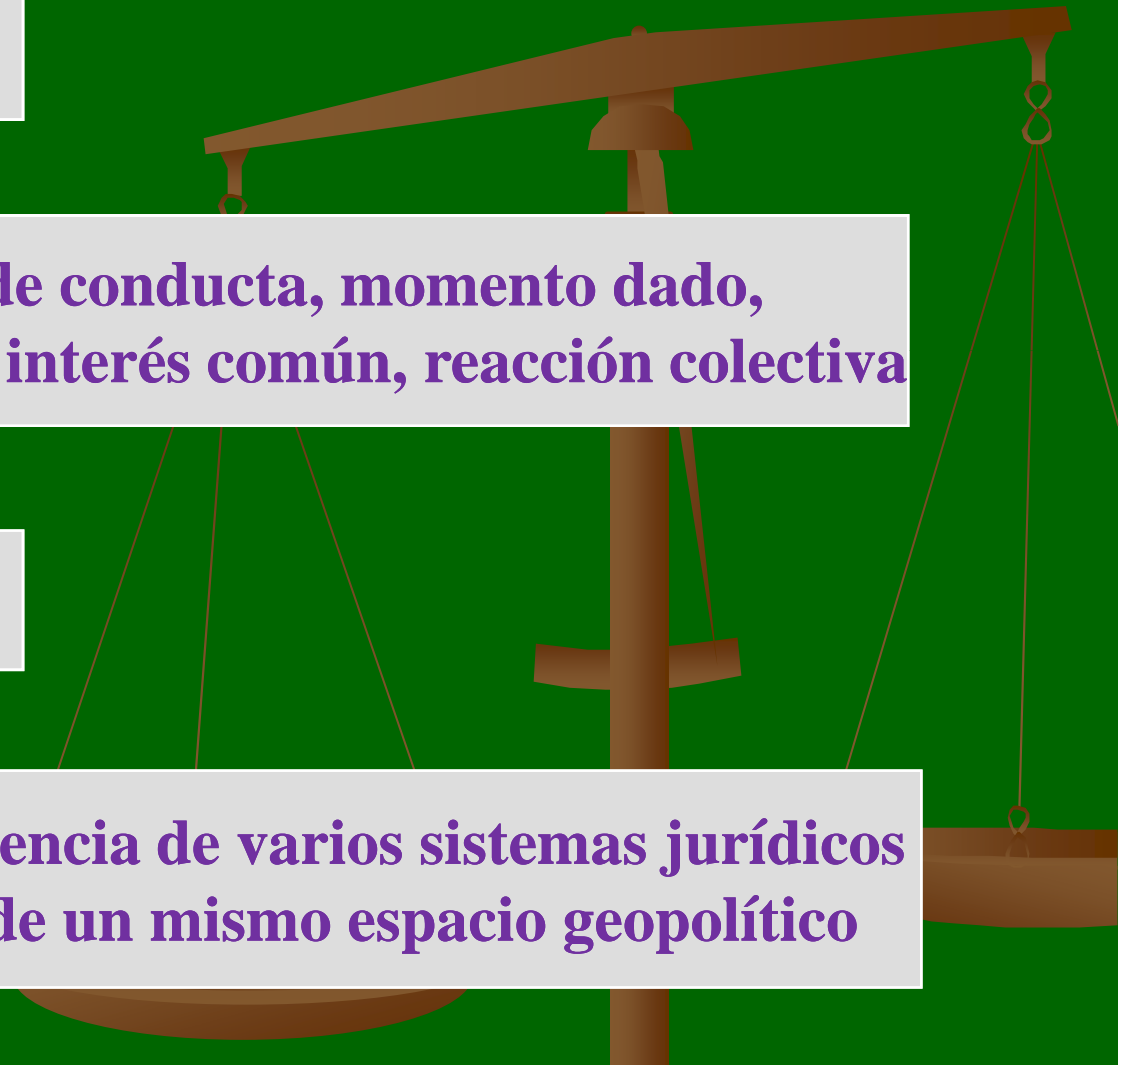 de conducta, momento dado,
interés común, reacción colectiva
encia de varios sistemas jurídicos
de un mismo espacio geopolítico